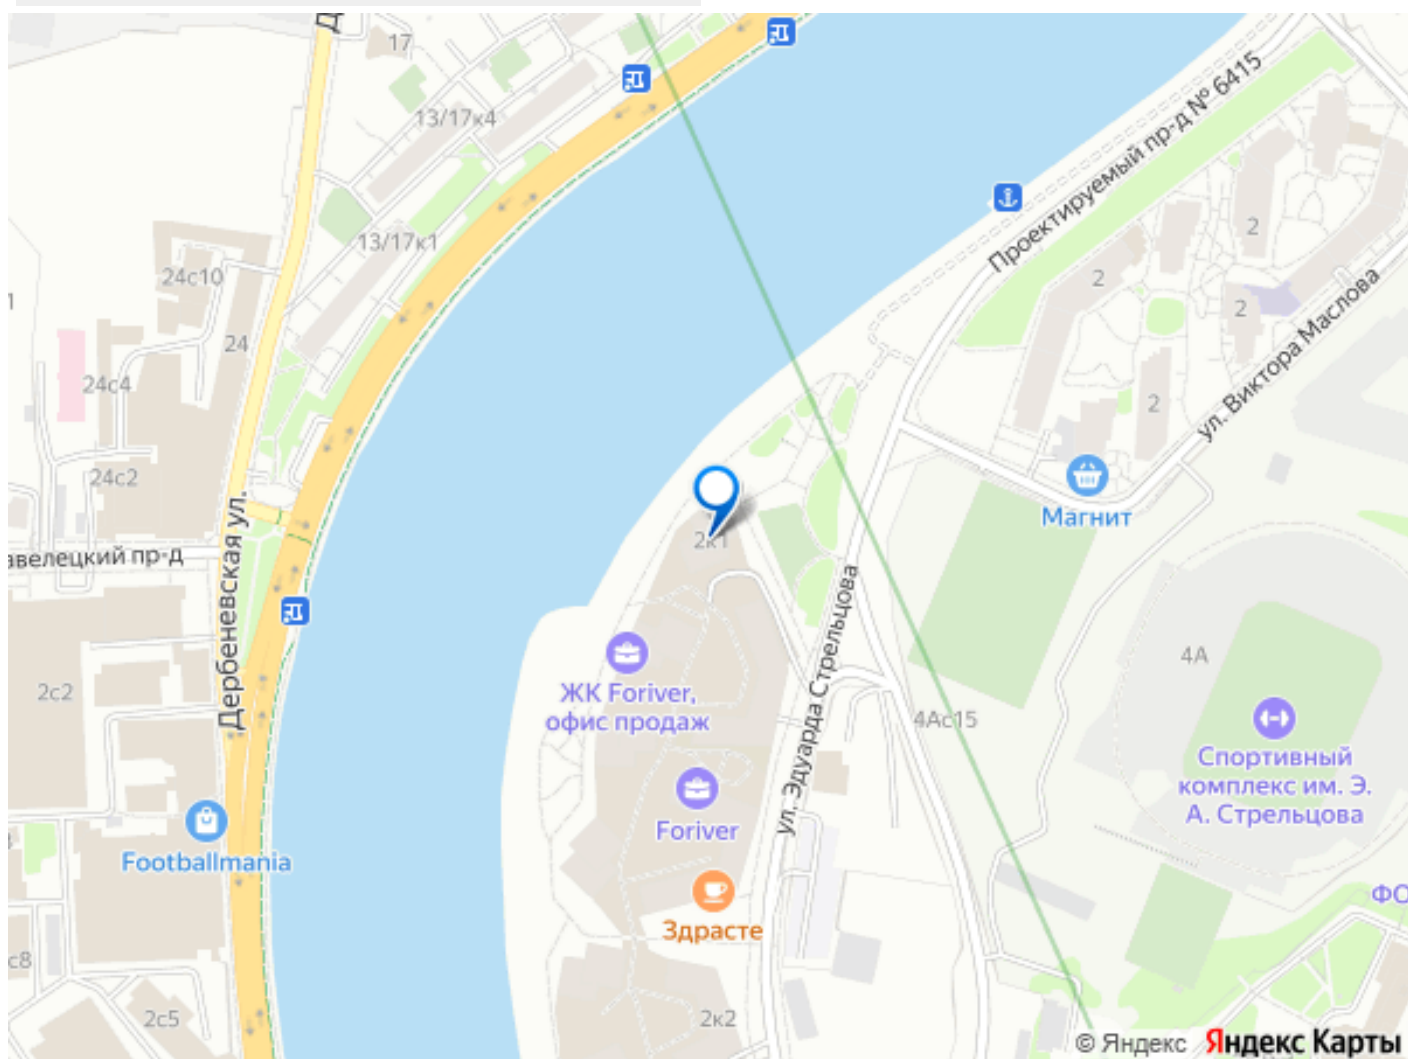 17
13/17к4
Проектируемый пр-д № 6415
13/17к1
2
24с10
2
2
24
ул. Виктора Маслова
24с4
2
24с2
Магнит
2к1
Дербеневская ул.
4А
2с2
ЖК Foriver,
офис продаж
ул. Эдуарда Стрельцова
4Ас15
Спортивный
комплекс им. Э.
А. Стрельцова
Foriver
Footballmania
Здрасте
2с5
2к2
© Яндекс
Яндекс Карты